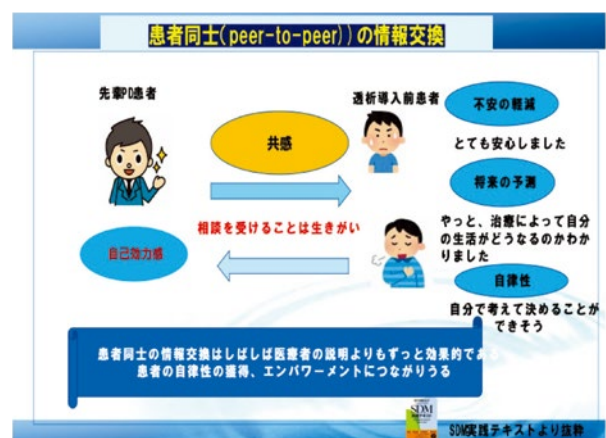 患者同士(peer-to-peer))の情報交換
先輩PD患者
透析導入前患者
不安の軽減
共感
とても安心しました
将来の予測
相談を受けることは生きがい
やっと、治療によって自分
の生活がどうなるのかわか
りました
自己効力感
自律性
自分で考えて決めることが
できそう
患者同士の情報交換はしばしば医療者の説明よりもずっと効果的である
患者の自律性の獲得、エンパワーメントにつながりうる
SDM
SDM実践テキストより抜粋